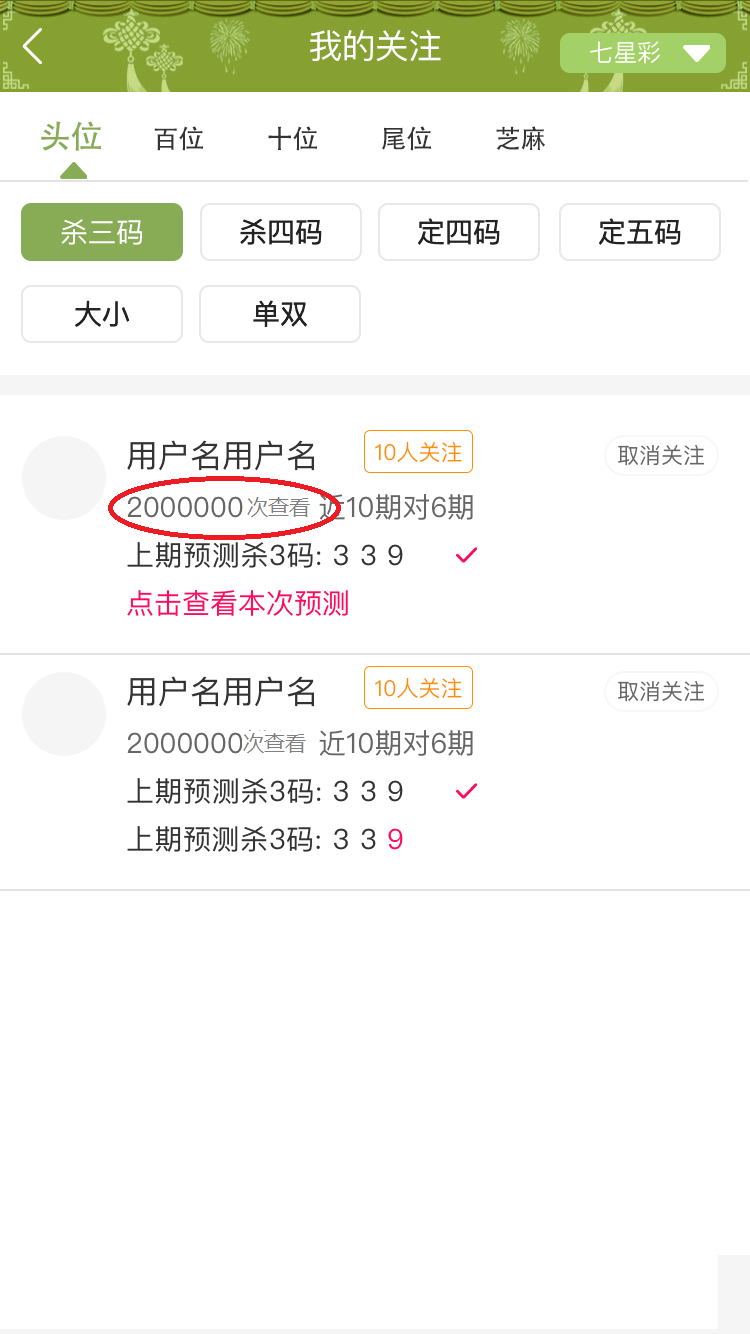 我的关注
七星彩
头位 百位 十位 尾位 芝麻
杀三码 杀四码 定四码 定五码
大小 单双
用户名用户名 10人关注 取消关注
2000000次查看 近10期对6期
上期预测杀3码: 3 3 9
点击查看本次预测
用户名用户名 10人关注 取消关注
2000000次查看 近10期对6期
上期预测杀3码: 3 3 9
上期预测杀3码: 3 3 9